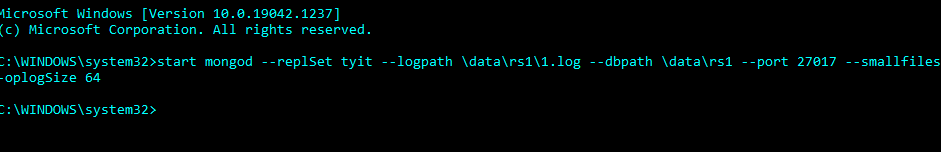 Microsoft Windows [Version 10.0.19042.1237]
(c) Microsoft Corporation. All rights reserved.
C:\WINDOWS\system32>start mongod --replSet tyit --logpath \data\rs1\1.log --dbpath \data\rs1 --port 27017 --smallfiles
-oplogSize 64
C:\WINDOWS\system32>